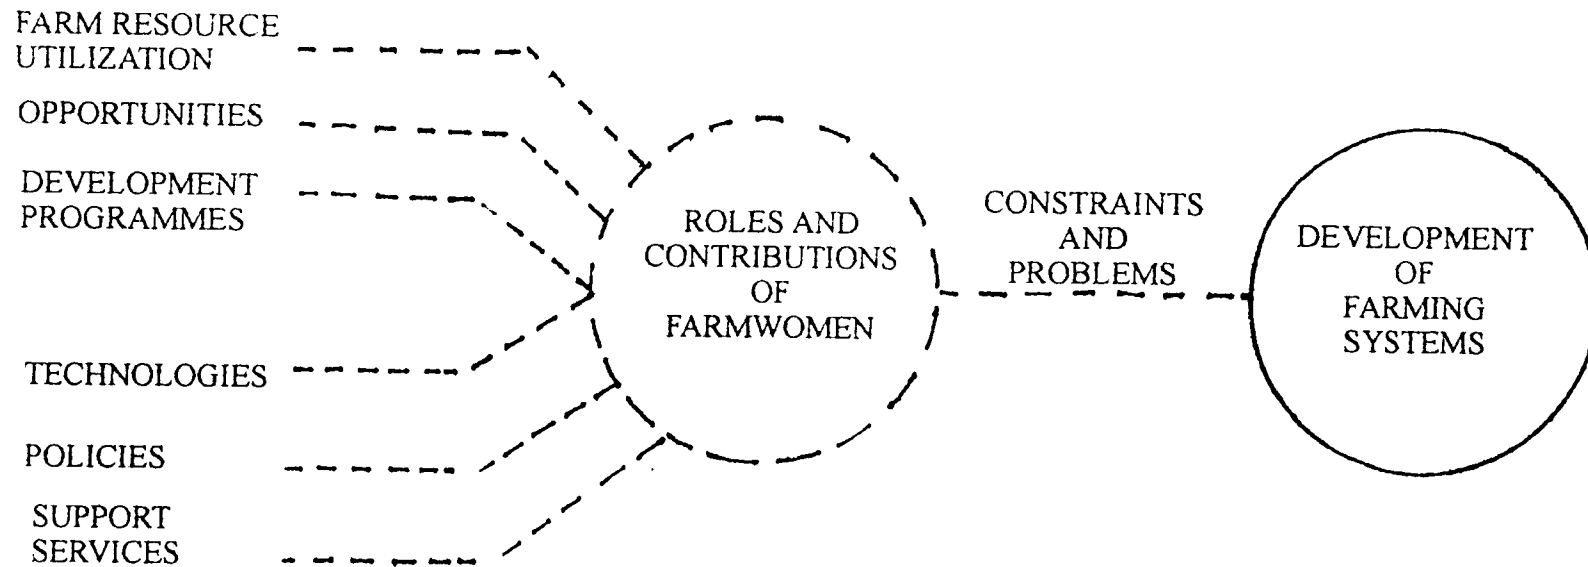 FARM RESOURCE
UTILIZATION
OPPORTUNITIES
DEVELOPMENT
PROGRAMMES
TECHNOLOGIES
POLICIES
SUPPORT
SERVICES
ROLES AND
CONTRIBUTIONS
OF
FARMWOMEN
CONSTRAINTS
AND
PROBLEMS
DEVELOPMENT
OF
FARMING
SYSTEMS